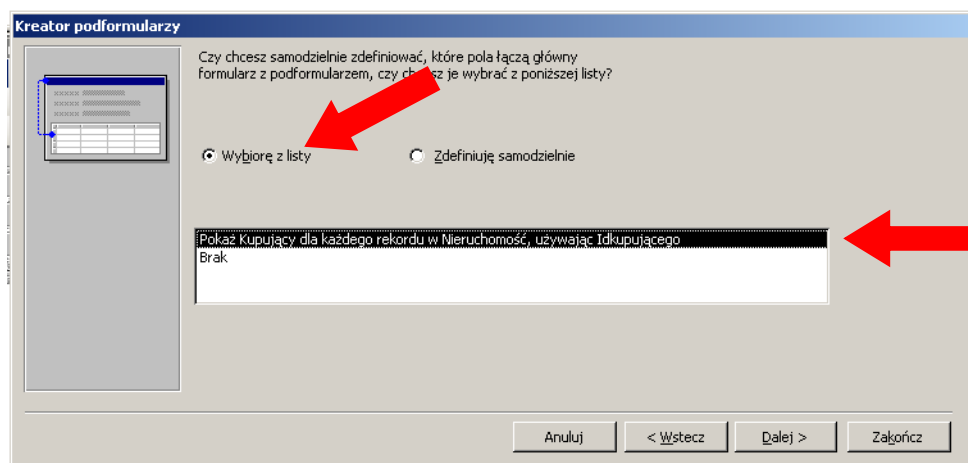 Kreator podformularzy
Czy chcesz samodzielnie zdefiniować, które pola łączą główny
formularz z podformularzem, czy chcesz je wybrać z poniższej listy?
Wybiorę z listy
Zdefiniuję samodzielnie
Pokaż Kupujący dla każdego rekordu w Nieruchomość, używając Idkupującego
Brak
Anuluj
< Wstecz
Dalej >
Zakończ